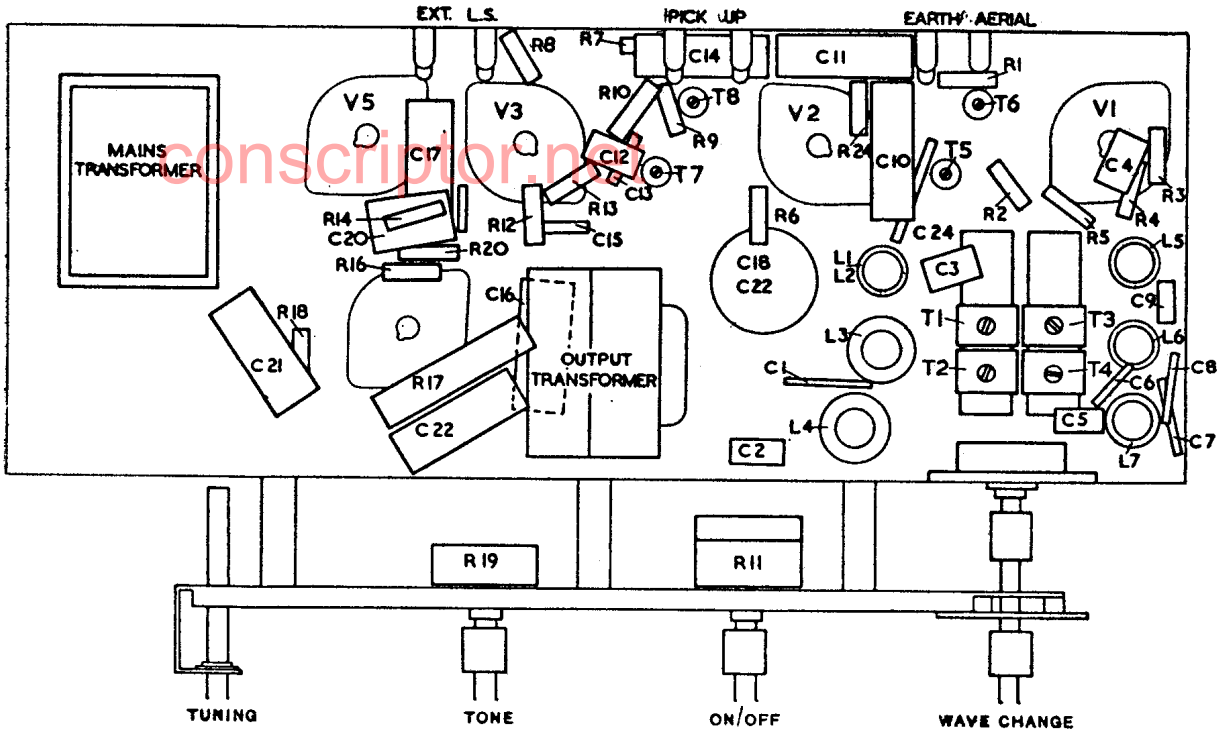 EXT. L.S.
PICK UP
EARTH/ AERIAL
R8
R7
C14
C11
R1
V5
V3
R10
T8
R9
V2
R24
T6
V1
MAINS
TRANSFORMER
conscriptor.net
C17
C12
T7
C13
C10
T5
C4
R3
R4
R14
C20
R12
R13
R6
R2
R5
R20
C15
C24
L5
R16
C18
C22
L1
L2
C3
C9
C16
R18
T1
T3
L3
L6
C21
OUTPUT
TRANSFORMER
R17
C1
T2
T4
C6
C8
C22
L4
C5
C2
L7
C7
R19
R11
TUNING
TONE
ON/OFF
WAVE CHANGE